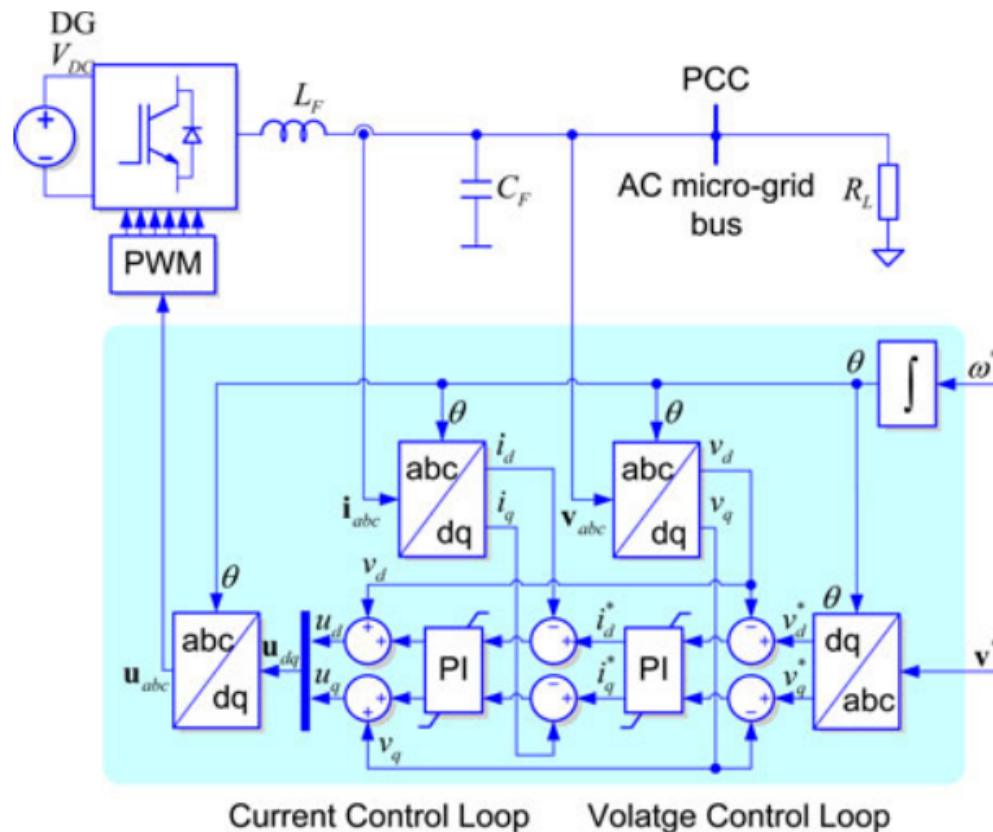 DG
V_DC
L_F
PCC
C_F
AC micro-grid
bus
R_L
PWM
θ
∫
ω*
θ
θ
abc
dq
i_d
i_q
i_abc
abc
dq
v_d
v_q
v_abc
θ
v_d
θ
abc
dq
u_abc
u_dq
u_d
u_q
+
+
+
+
PI
-
-
i_d*
i_q*
PI
-
-
v_d*
v_q*
dq
abc
v_q
Current Control Loop
Volatge Control Loop